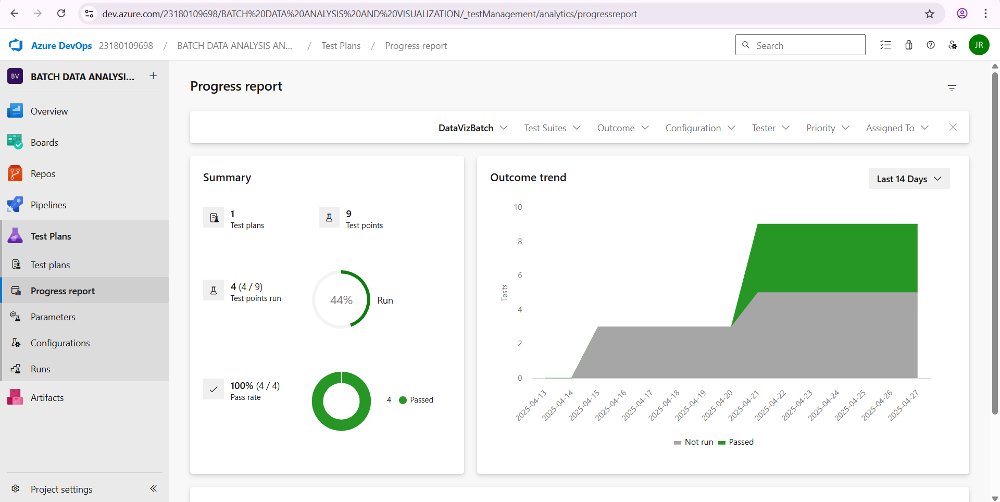 dev.azure.com/23180109698/BATCH%20DATA%20ANALYSIS%20AND%20VISUALIZATION/_testManagement/analytics/progressreport
Azure DevOps 23180109698 / BATCH DATA ANALYSIS AN... / Test Plans / Progress report
Search
JR
BV BATCH DATA ANALYSI... +
Overview
Boards
Repos
Pipelines
Test Plans
Test plans
Progress report
Parameters
Configurations
Runs
Artifacts
Project settings
Progress report
DataVizBatch Test Suites Outcome Configuration Tester Priority Assigned To
Summary
1
Test plans
9
Test points
4 (4 / 9)
Test points run
44%
Run
100% (4 / 4)
Pass rate
4 Passed
Outcome trend
Last 14 Days
10
8
6
4
2
0
Tests
2025-04-13
2025-04-14
2025-04-15
2025-04-16
2025-04-17
2025-04-18
2025-04-19
2025-04-20
2025-04-21
2025-04-22
2025-04-23
2025-04-24
2025-04-25
2025-04-26
2025-04-27
Not run Passed